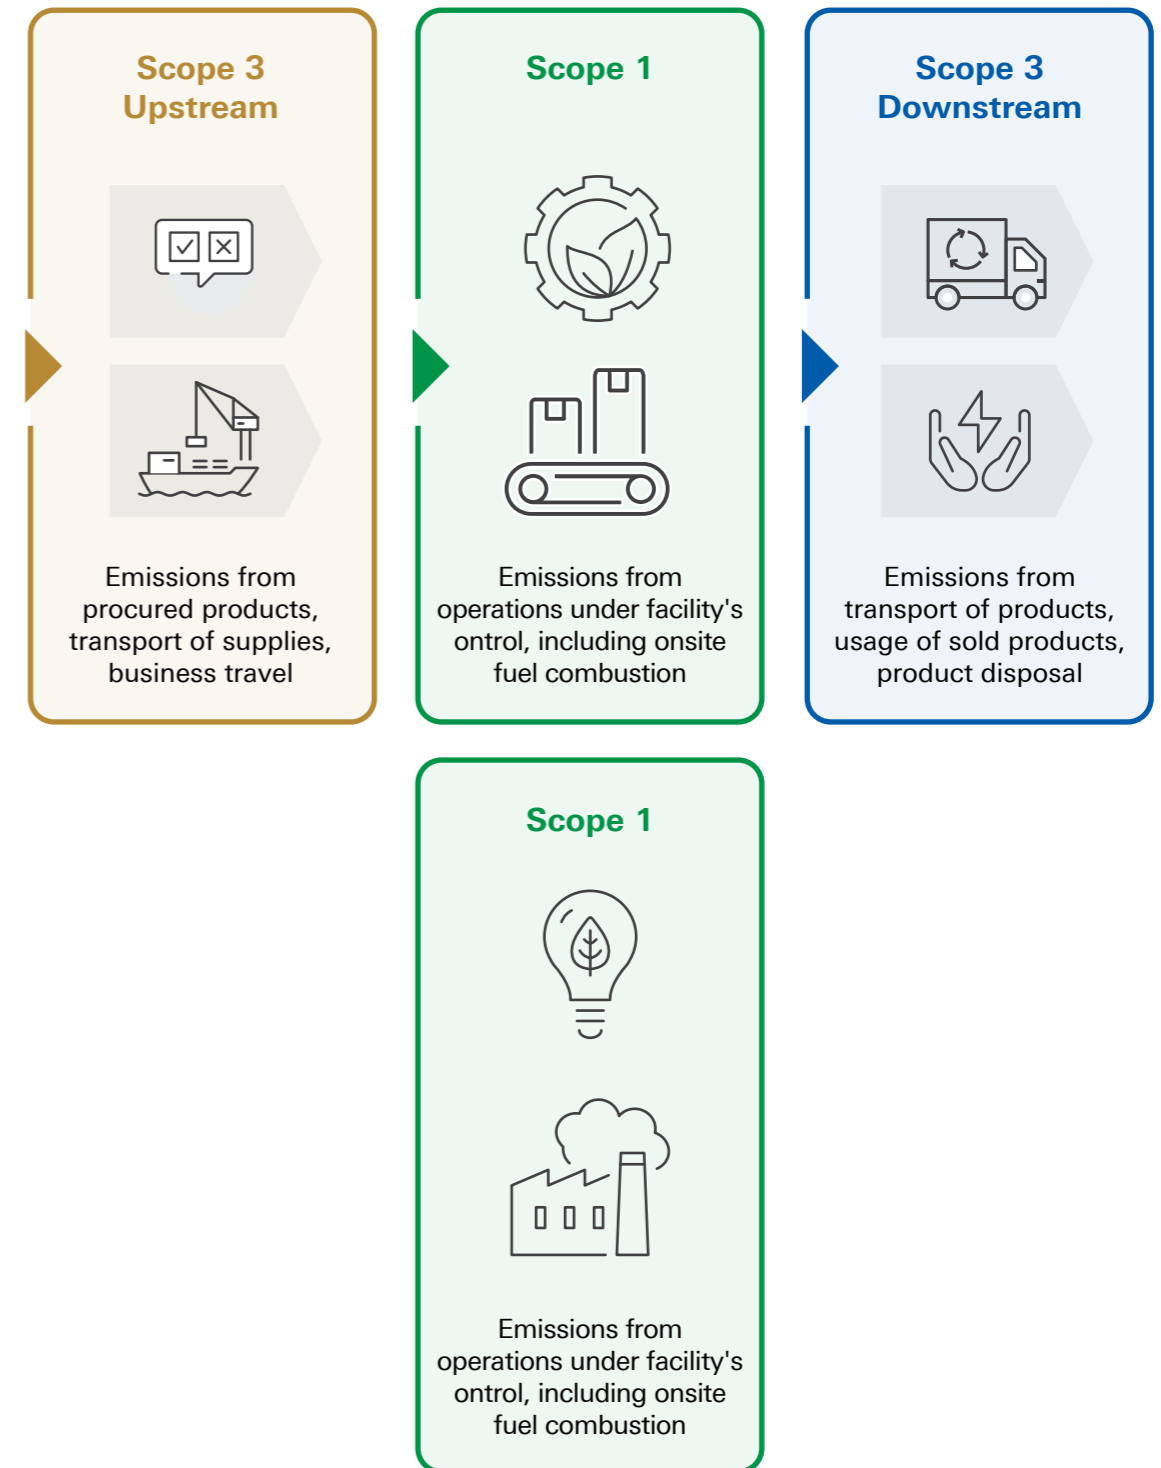 Scope 3
Upstream
Emissions from
procured products,
transport of supplies,
business travel
Scope 1
Emissions from
operations under facility's
ontrol, including onsite
fuel combustion
Scope 3
Downstream
Emissions from
transport of products,
usage of sold products,
product disposal
Scope 1
Emissions from
operations under facility's
ontrol, including onsite
fuel combustion